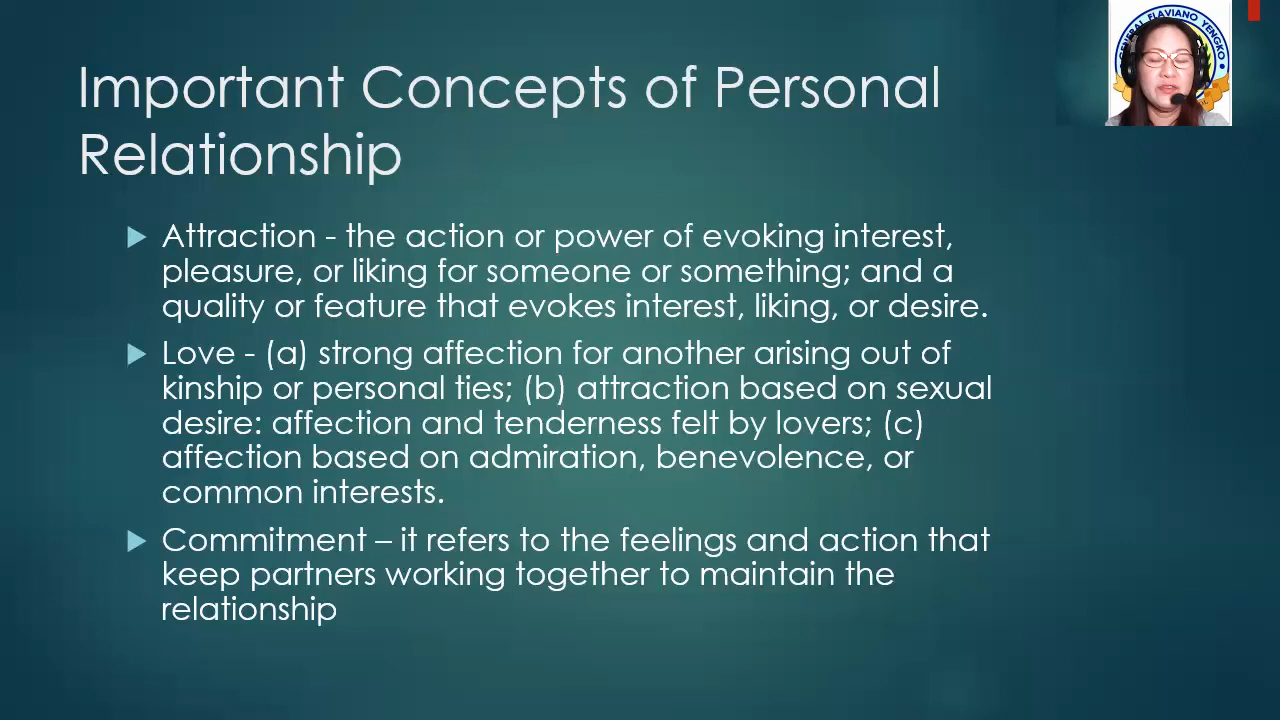 Important Concepts of Personal
Relationship
GENERAL FLAVIANO YENGKO
Attraction - the action or power of evoking interest,
pleasure, or liking for someone or something; and a
quality or feature that evokes interest, liking, or desire.
Love - (a) strong affection for another arising out of
kinship or personal ties; (b) attraction based on sexual
desire: affection and tenderness felt by lovers; (c)
affection based on admiration, benevolence, or
common interests.
Commitment – it refers to the feelings and action that
keep partners working together to maintain the
relationship